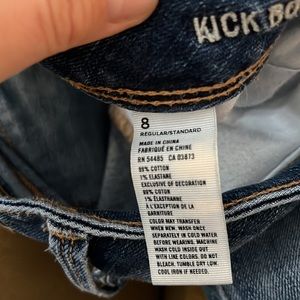 KICK BO
8
REGULAR/STANDARD
MADE IN CHINA
FABRIQUÉ EN CHINE
RN 54485 CA 03873
99% COTTON
1% ELASTANE
EXCLUSIVE OF DECORATION
99% COTON
1% ELASTHANNE
À L'EXCEPTION DE LA
GARNITURE
COLOR MAY TRANSFER
WHEN NEW. WASH ONCE
SEPARATELY IN COLD WATER
BEFORE WEARING. MACHINE
WASH COLD INSIDE OUT
WITH LIKE COLORS. DO NOT
BLEACH. TUMBLE DRY LOW.
COOL IRON IF NEEDED.